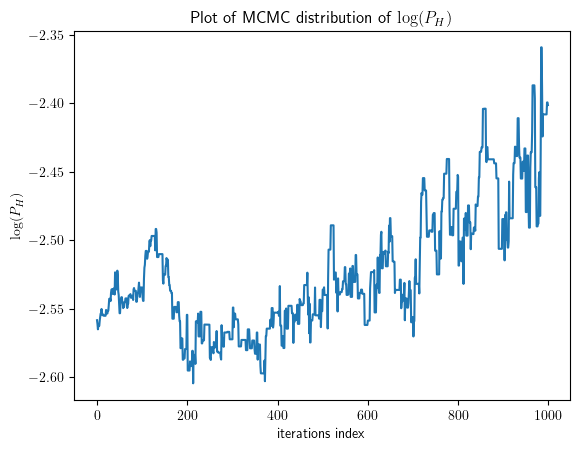 Plot of MCMC distribution of log(P_H)
log(P_H)
−2.35
−2.40
−2.45
−2.50
−2.55
−2.60
0 200 400 600 800 1000
iterations index